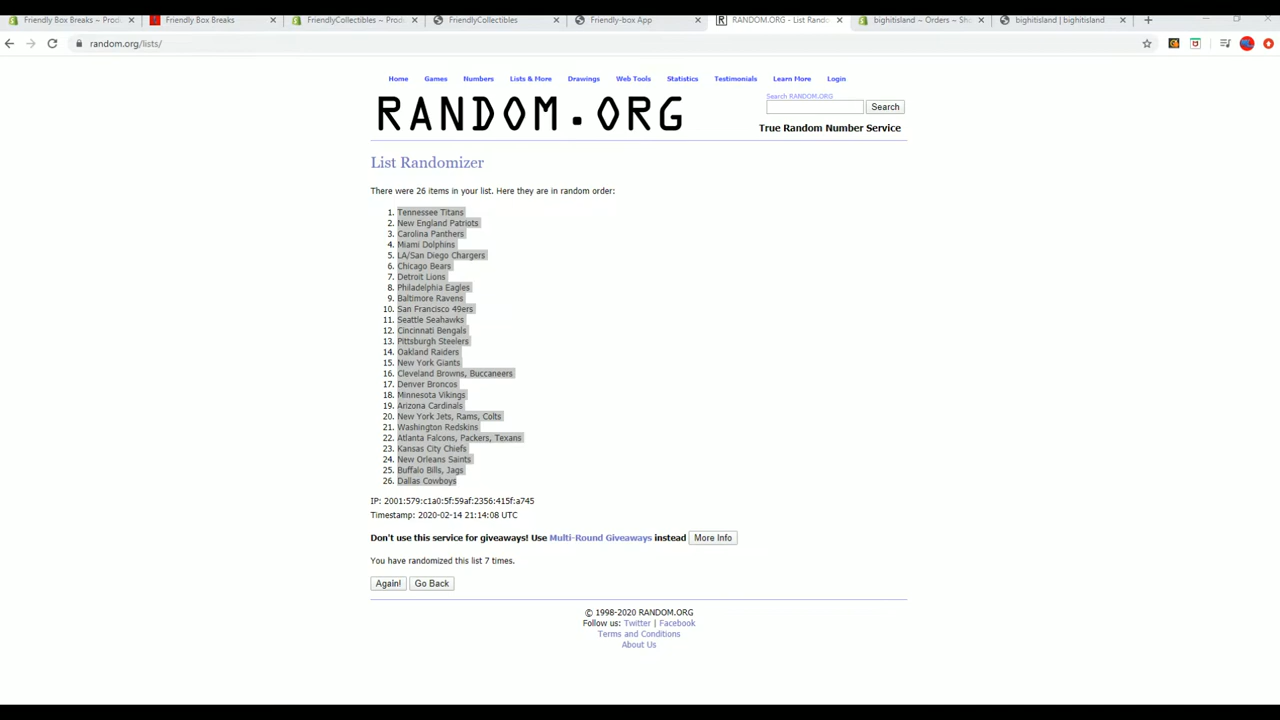 Friendly Box Breaks ~ Produ
Friendly Box Breaks
FriendlyCollectibles ~ Produ
FriendlyCollectibles
Friendly-box App
RANDOM.ORG - List Rando
bighitisland ~ Orders ~ Sho
bighitisland | bighitisland
random.org/lists/
Home Games Numbers Lists & More Drawings Web Tools Statistics Testimonials Learn More Login
RANDOM.ORG
Search RANDOM.ORG
Search
True Random Number Service
List Randomizer
There were 26 items in your list. Here they are in random order:
1. Tennessee Titans
2. New England Patriots
3. Carolina Panthers
4. Miami Dolphins
5. LA/San Diego Chargers
6. Chicago Bears
7. Detroit Lions
8. Philadelphia Eagles
9. Baltimore Ravens
10. San Francisco 49ers
11. Seattle Seahawks
12. Cincinnati Bengals
13. Pittsburgh Steelers
14. Oakland Raiders
15. New York Giants
16. Cleveland Browns, Buccaneers
17. Denver Broncos
18. Minnesota Vikings
19. Arizona Cardinals
20. New York Jets, Rams, Colts
21. Washington Redskins
22. Atlanta Falcons, Packers, Texans
23. Kansas City Chiefs
24. New Orleans Saints
25. Buffalo Bills, Jags
26. Dallas Cowboys
IP: 2001:579:c1a0:5f:59af:2356:415f:a745
Timestamp: 2020-02-14 21:14:08 UTC
Don't use this service for giveaways! Use Multi-Round Giveaways instead More Info
You have randomized this list 7 times.
Again! Go Back
© 1998-2020 RANDOM.ORG
Follow us: Twitter | Facebook
Terms and Conditions
About Us